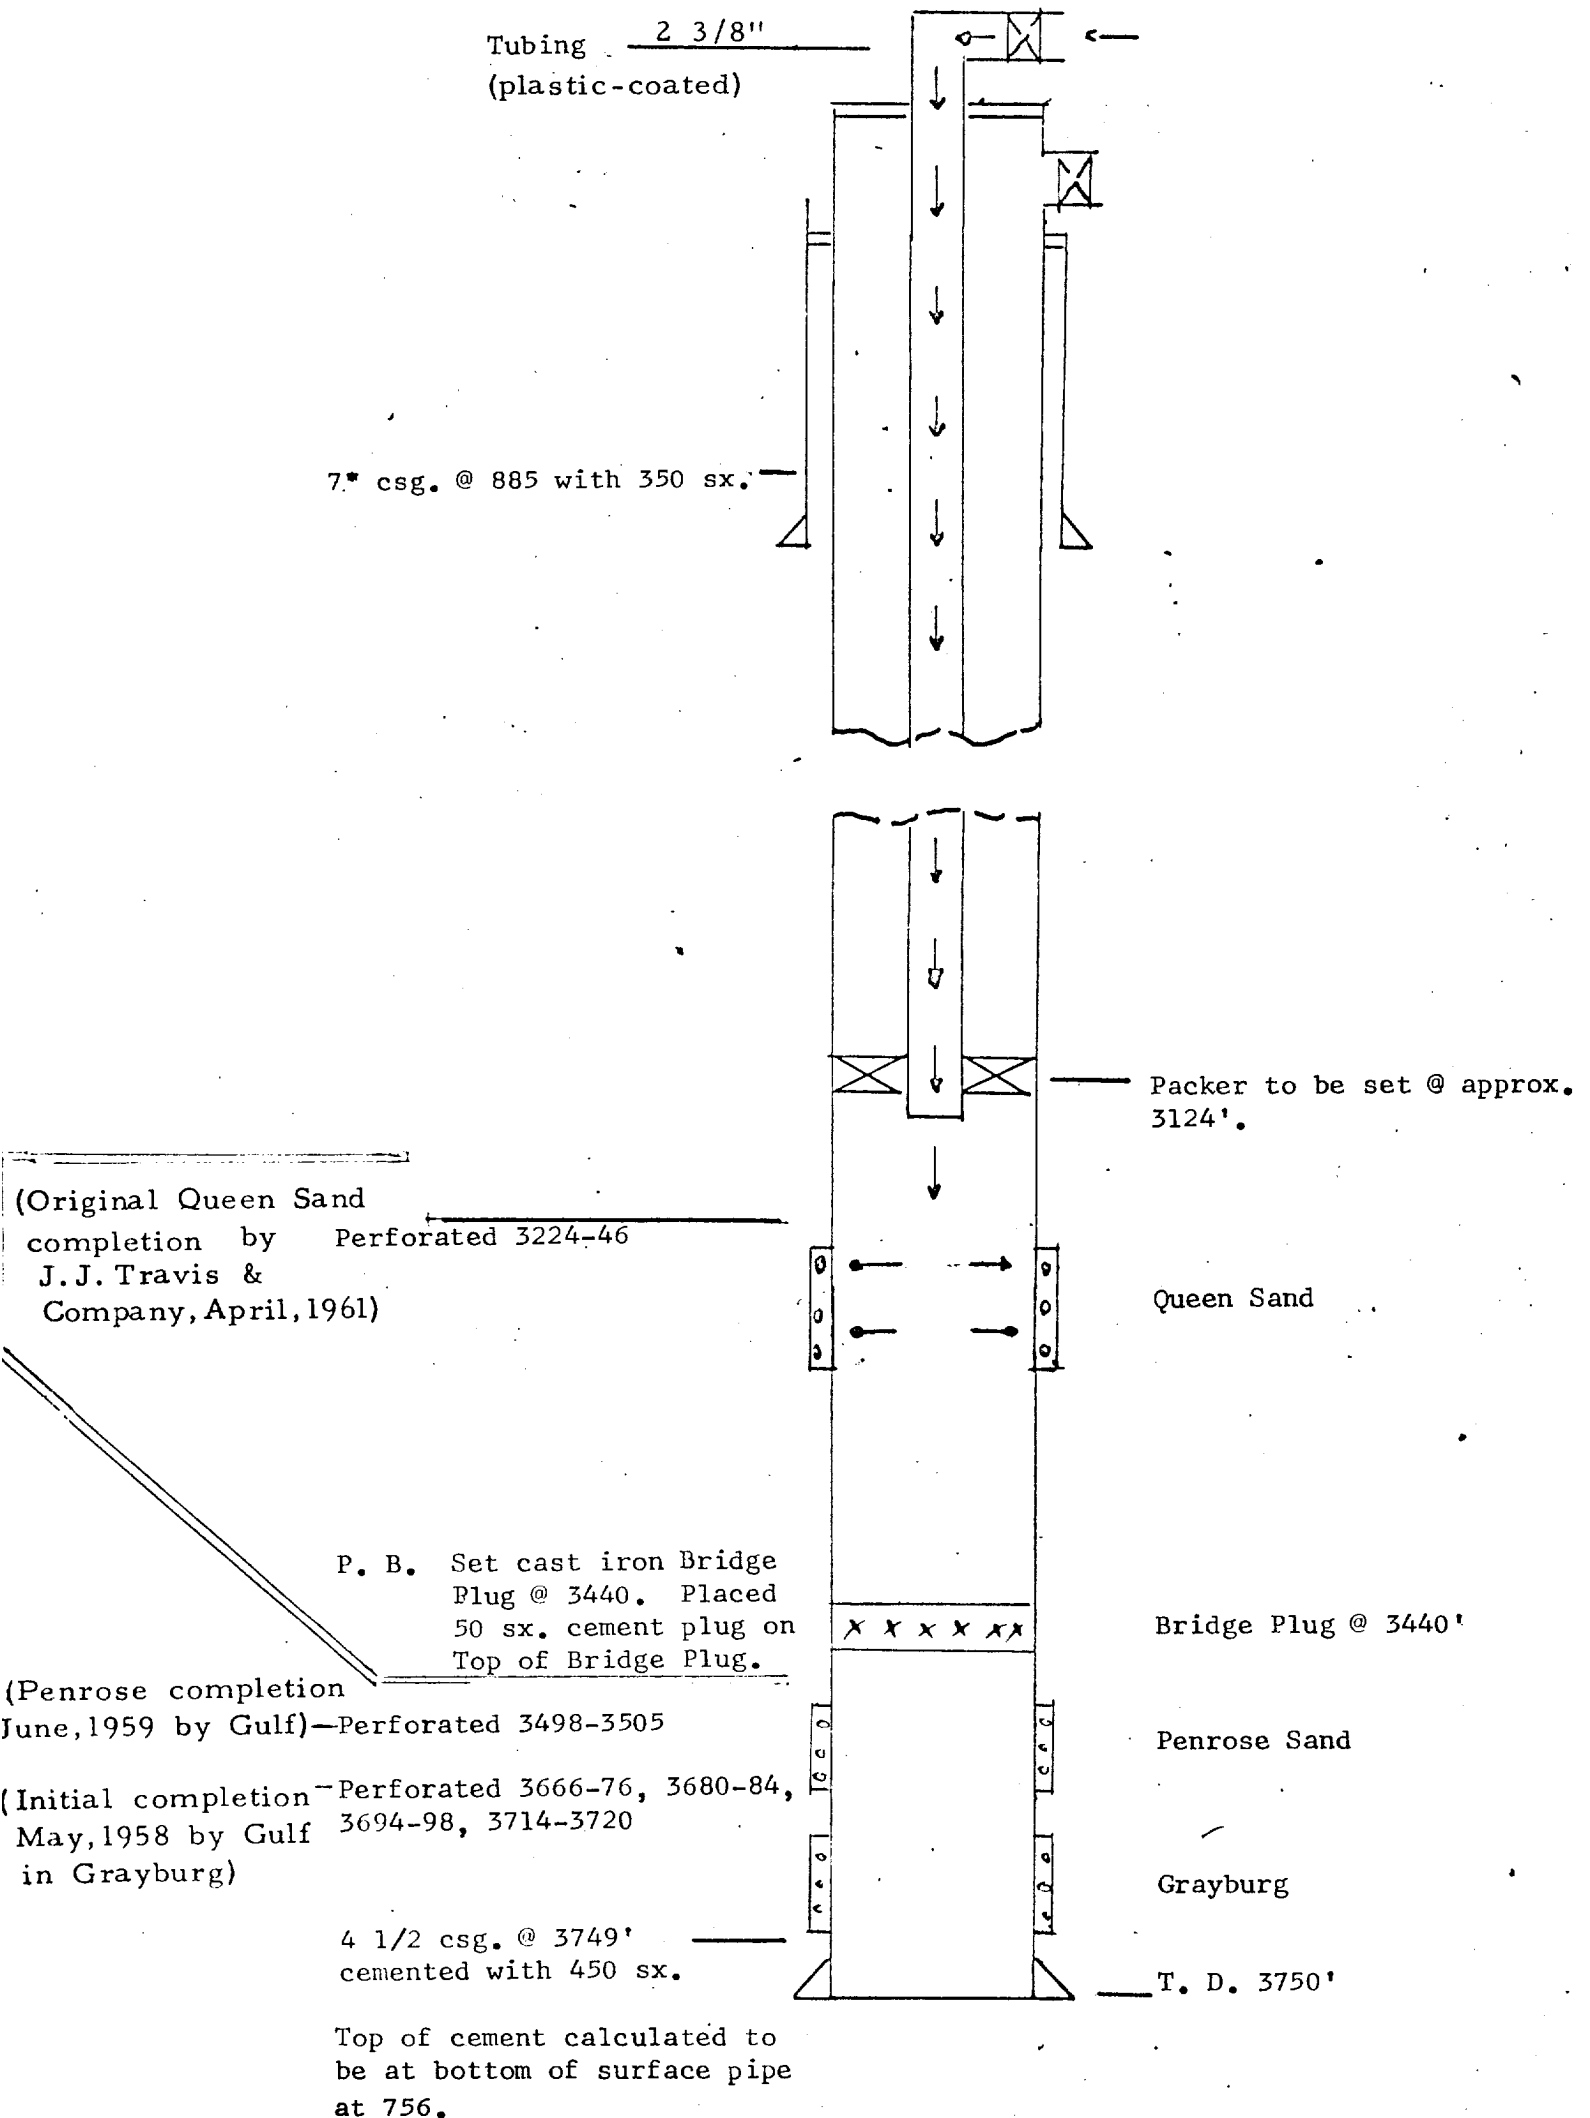 Tubing 2 3/8"
(plastic-coated)
7" csg. @ 885 with 350 sx.
Packer to be set @ approx.
3124'.
(Original Queen Sand
completion by
J.J. Travis &
Company, April, 1961)
Perforated 3224-46
Queen Sand
P. B. Set cast iron Bridge
Plug @ 3440. Placed
50 sx. cement plug on
Top of Bridge Plug.
Bridge Plug @ 3440'
(Penrose completion
June, 1959 by Gulf)—Perforated 3498-3505
Penrose Sand
(Initial completion
May, 1958 by Gulf
in Grayburg)
Perforated 3666-76, 3680-84,
3694-98, 3714-3720
Grayburg
4 1/2 csg. @ 3749'
cemented with 450 sx.
T. D. 3750'
Top of cement calculated to
be at bottom of surface pipe
at 756.